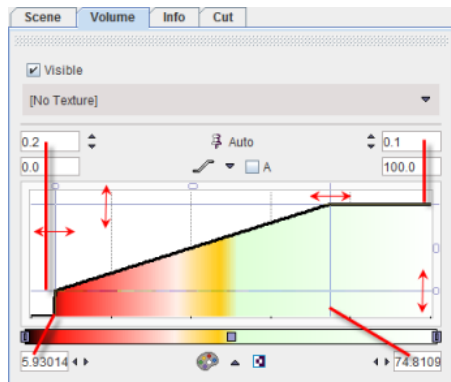 Scene Volume Info Cut
Visible
[No Texture]
0.2 Auto 0.1
0.0 A 100.0
5.93014 74.8109